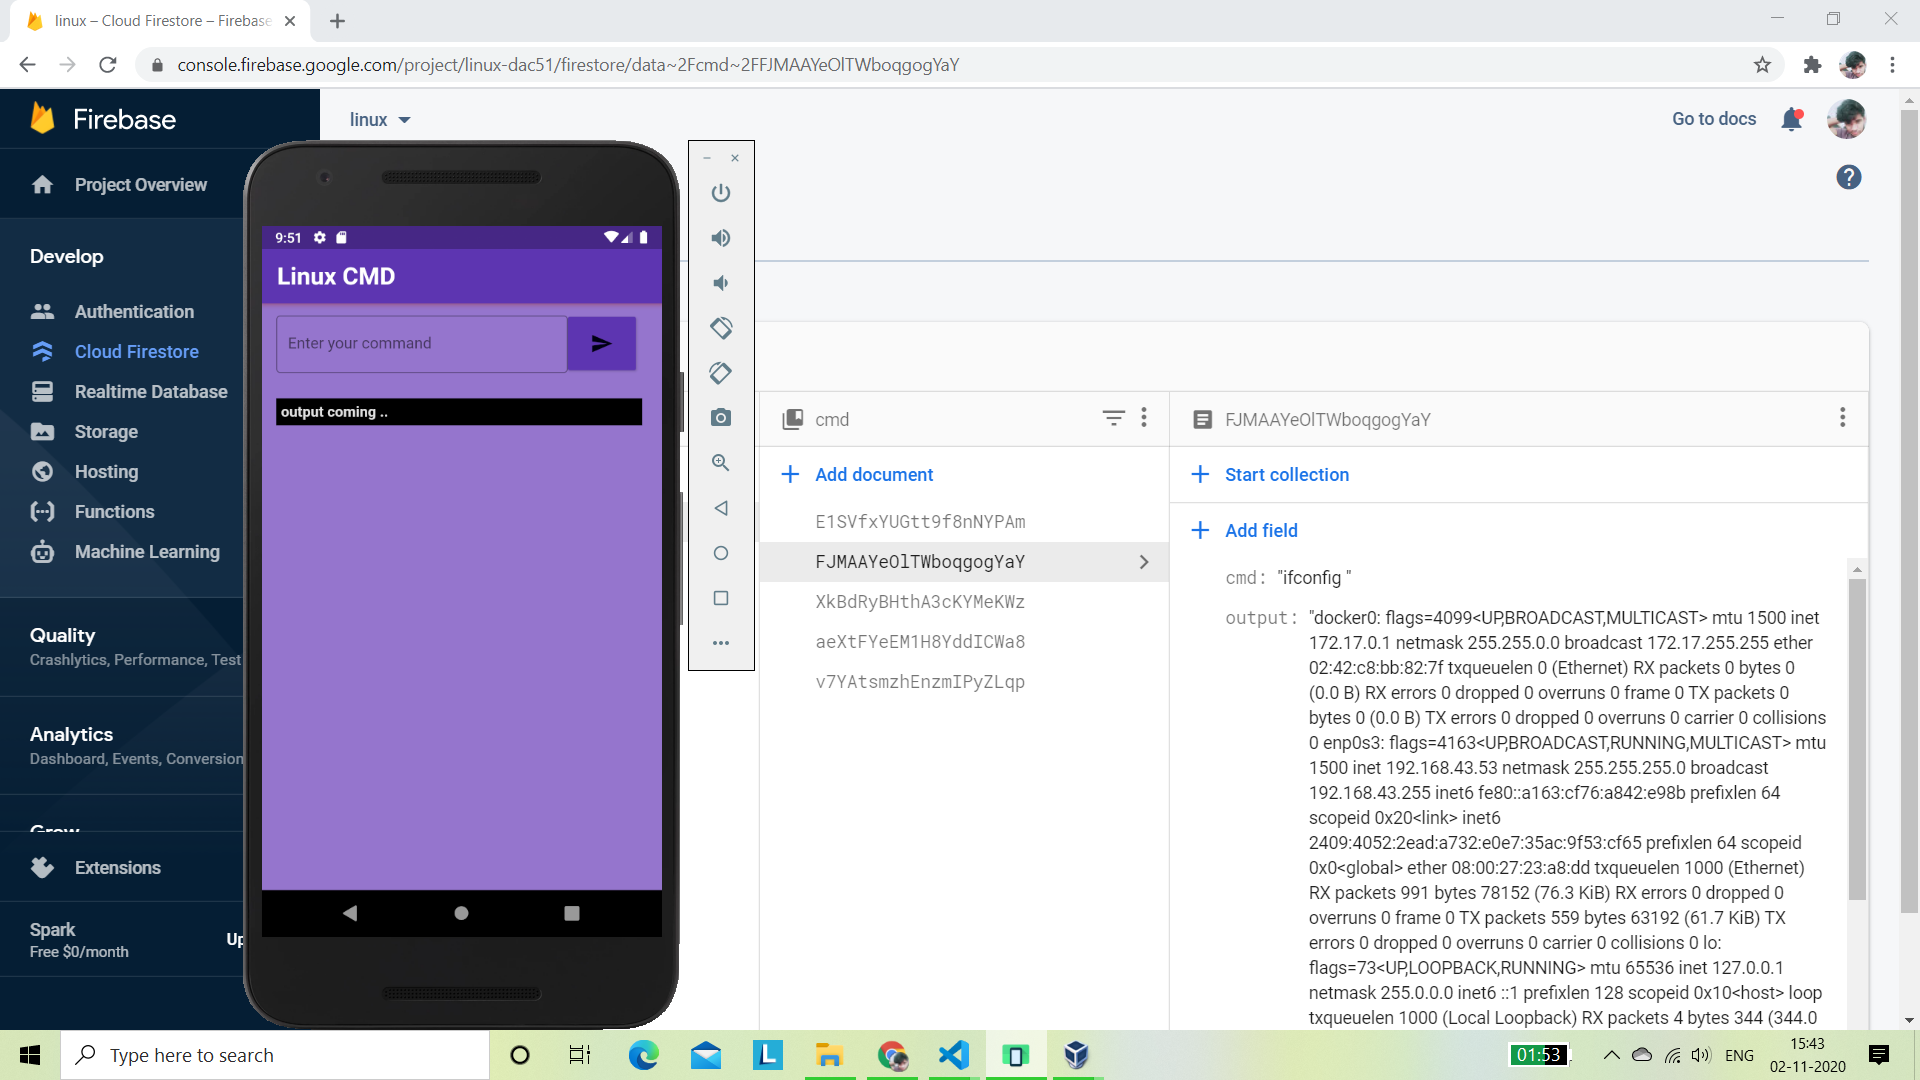 linux – Cloud Firestore – Firebase
console.firebase.google.com/project/linux-dac51/firestore/data~2Fcmd~2FFJMAAYeOlTWboqgogYaY
Firebase
linux
Go to docs
Project Overview
Develop
Authentication
Cloud Firestore
Realtime Database
Storage
Hosting
Functions
Machine Learning
Quality
Crashlytics, Performance, Test
Analytics
Dashboard, Events, Conversion
Grow
Extensions
Spark
Free $0/month
Up
9:51
Linux CMD
Enter your command
output coming ..
cmd
Add document
E1SVfxYUGtt9f8nNYPAm
FJMAAYeOlTWboqgogYaY
XkBdRyBHthA3cKYMeKWz
aeXtFYeEM1H8YddICWa8
v7YAtsmzhEnzmIPyZLqp
FJMAAYeOlTWboqgogYaY
Start collection
Add field
cmd: "ifconfig "
output: "docker0: flags=4099<UP,BROADCAST,MULTICAST> mtu 1500 inet
172.17.0.1 netmask 255.255.0.0 broadcast 172.17.255.255 ether
02:42:c8:bb:82:7f txqueuelen 0 (Ethernet) RX packets 0 bytes 0
(0.0 B) RX errors 0 dropped 0 overruns 0 frame 0 TX packets 0
bytes 0 (0.0 B) TX errors 0 dropped 0 overruns 0 carrier 0 collisions
0 enp0s3: flags=4163<UP,BROADCAST,RUNNING,MULTICAST> mtu
1500 inet 192.168.43.53 netmask 255.255.255.0 broadcast
192.168.43.255 inet6 fe80::a163:cf76:a842:e98b prefixlen 64
scopeid 0x20<link> inet6
2409:4052:2ead:a732:e0e7:35ac:9f53:cf65 prefixlen 64 scopeid
0x0<global> ether 08:00:27:23:a8:dd txqueuelen 1000 (Ethernet)
RX packets 991 bytes 78152 (76.3 KiB) RX errors 0 dropped 0
overruns 0 frame 0 TX packets 559 bytes 63192 (61.7 KiB) TX
errors 0 dropped 0 overruns 0 carrier 0 collisions 0 lo:
flags=73<UP,LOOPBACK,RUNNING> mtu 65536 inet 127.0.0.1
netmask 255.0.0.0 inet6 ::1 prefixlen 128 scopeid 0x10<host> loop
txqueuelen 1000 (Local Loopback) RX packets 4 bytes 344 (344.0
Type here to search
L
01:53
ENG
15:43
02-11-2020